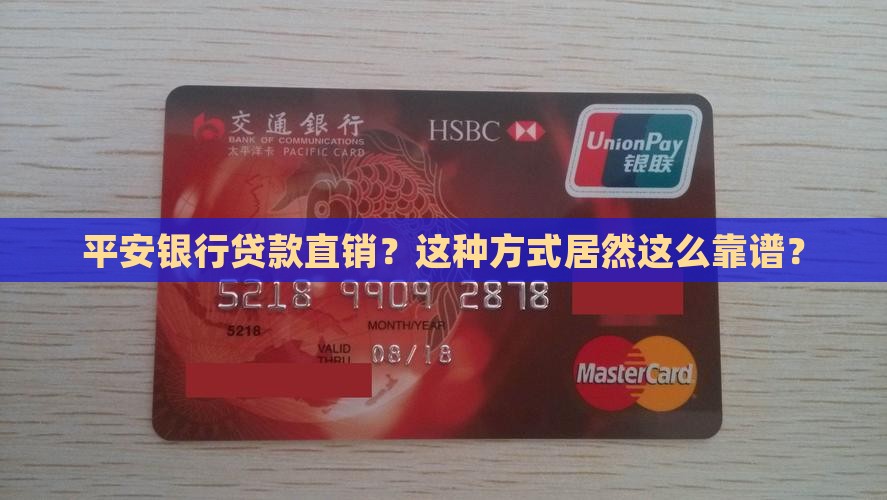 交通銀行
BANK OF COMMUNICATIONS
太平洋卡 PACIFIC CARD
HSBC
UnionPay
银联
平安银行贷款直销？这种方式居然这么靠谱？
5218 9909 2878
5218
MONTH/YEAR
VALID
THRU
08/18
MasterCard